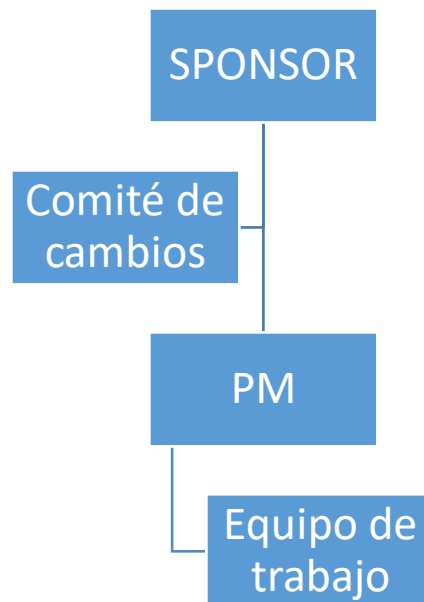 SPONSOR
Comité de
cambios
PM
Equipo de
trabajo